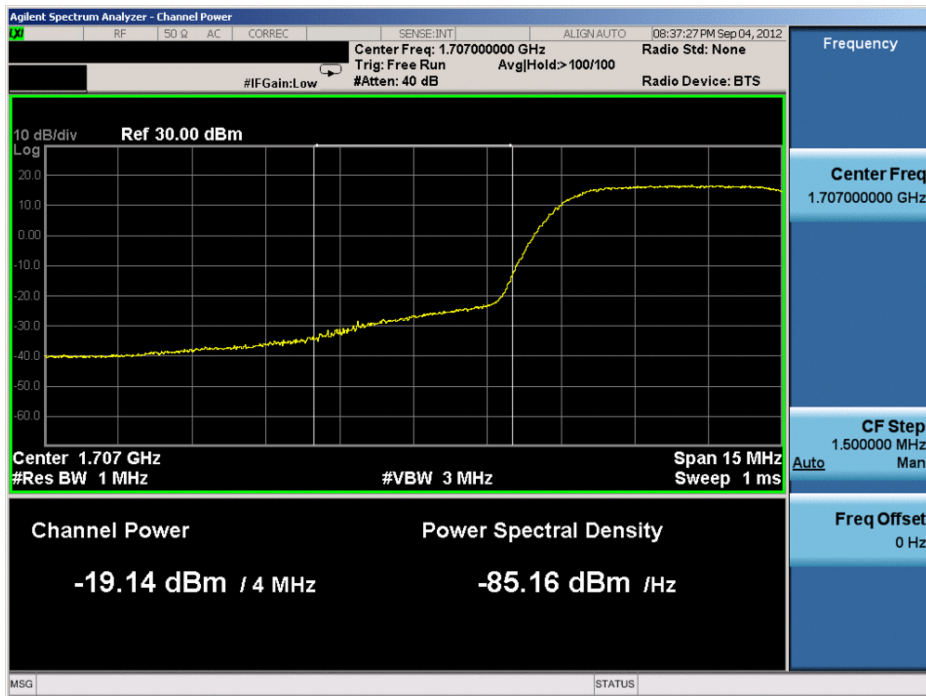 Agilent Spectrum Analyzer - Channel Power
LXI RF 50 Ω AC CORREC SENSE:INT ALIGN AUTO 08:37:27 PM Sep 04, 2012
Center Freq: 1.707000000 GHz Radio Std: None
Trig: Free Run Avg|Hold:>100/100
#IFGain:Low #Atten: 40 dB Radio Device: BTS
10 dB/div Ref 30.00 dBm
Log
20.0
10.0
0.00
-10.0
-20.0
-30.0
-40.0
-50.0
-60.0
Center 1.707 GHz Span 15 MHz
#Res BW 1 MHz #VBW 3 MHz Sweep 1 ms
Channel Power Power Spectral Density
-19.14 dBm / 4 MHz -85.16 dBm /Hz
Frequency
Center Freq
1.707000000 GHz
CF Step
1.500000 MHz
Auto Man
Freq Offset
0 Hz
MSG STATUS